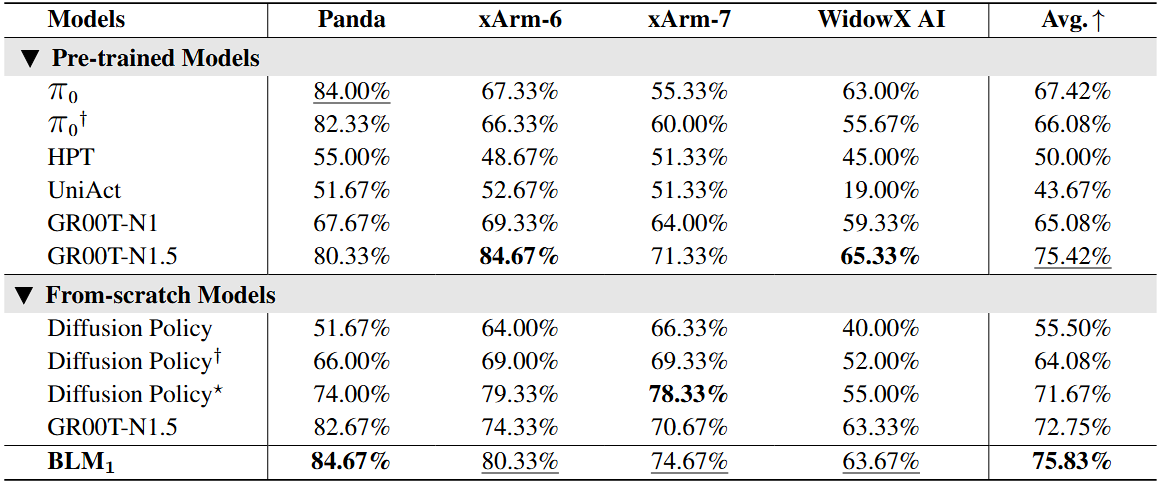 Models Panda xArm-6 xArm-7 WidowX AI Avg.↑
▼ Pre-trained Models
π₀ 84.00% 67.33% 55.33% 63.00% 67.42%
π₀† 82.33% 66.33% 60.00% 55.67% 66.08%
HPT 55.00% 48.67% 51.33% 45.00% 50.00%
UniAct 51.67% 52.67% 51.33% 19.00% 43.67%
GR00T-N1 67.67% 69.33% 64.00% 59.33% 65.08%
GR00T-N1.5 80.33% 84.67% 71.33% 65.33% 75.42%
▼ From-scratch Models
Diffusion Policy 51.67% 64.00% 66.33% 40.00% 55.50%
Diffusion Policy† 66.00% 69.00% 69.33% 52.00% 64.08%
Diffusion Policy⋆ 74.00% 79.33% 78.33% 55.00% 71.67%
GR00T-N1.5 82.67% 74.33% 70.67% 63.33% 72.75%
BLM₁ 84.67% 80.33% 74.67% 63.67% 75.83%